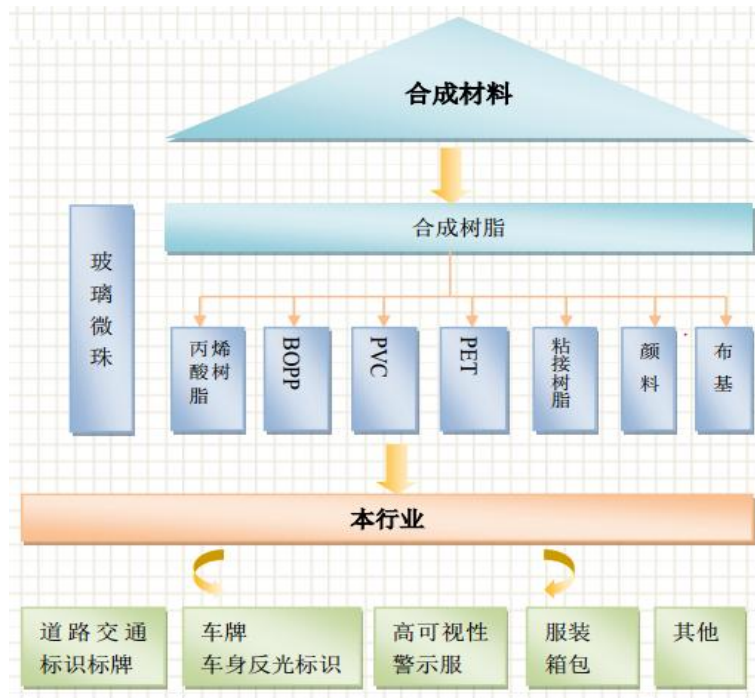 合成材料
合成树脂
玻璃微珠
丙烯酸树脂
BOPP
PVC
PET
粘接树脂
颜料
布基
本行业
道路交通
标识标牌
车牌
车身反光标识
高可视性
警示服
服装
箱包
其他